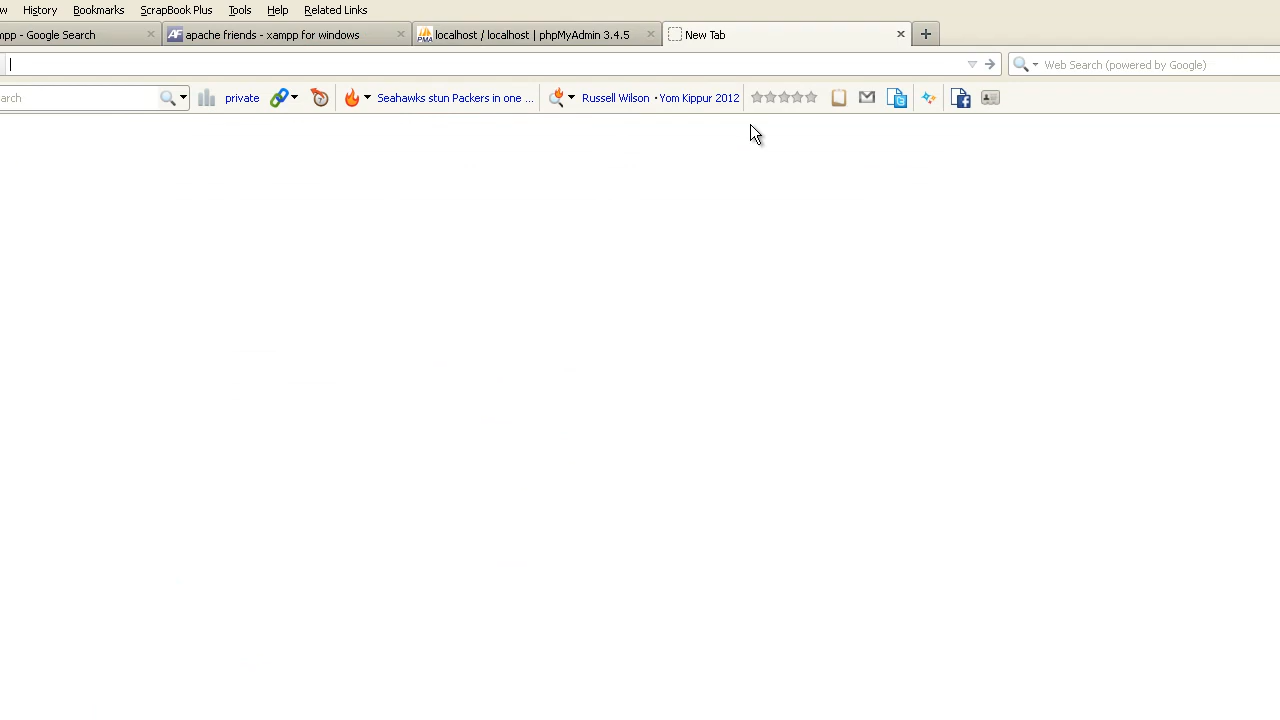 w History Bookmarks ScrapBook Plus Tools Help Related Links
mpp - Google Search apache friends - xampp for windows localhost / localhost | phpMyAdmin 3.4.5 New Tab
Web Search (powered by Google)
earch private Seahawks stun Packers in one ... Russell Wilson • Yom Kippur 2012